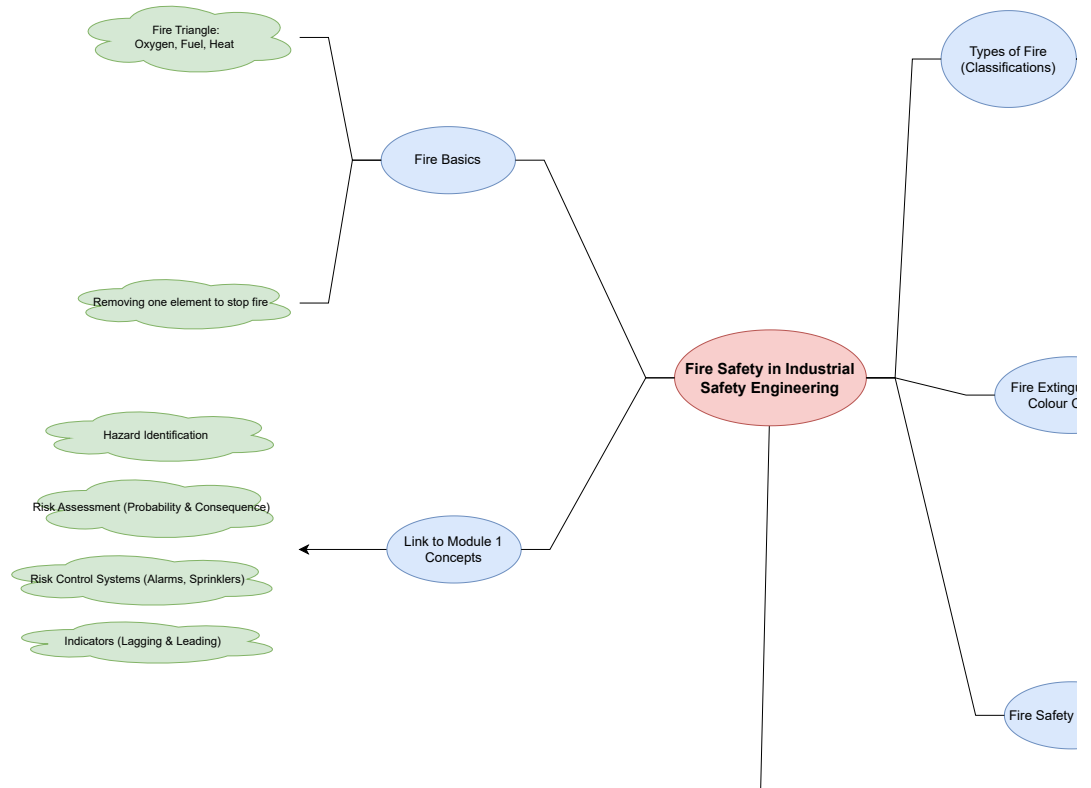 Fire Triangle:
Oxygen, Fuel, Heat
Types of Fire
(Classifications)
Fire Basics
Removing one element to stop fire
Fire Safety in Industrial
Safety Engineering
Fire
Colour
Hazard Identification
Risk Assessment (Probability & Consequence)
Link to Module 1
Concepts
Risk Control Systems (Alarms, Sprinklers)
Indicators (Lagging & Leading)
Fire Safety